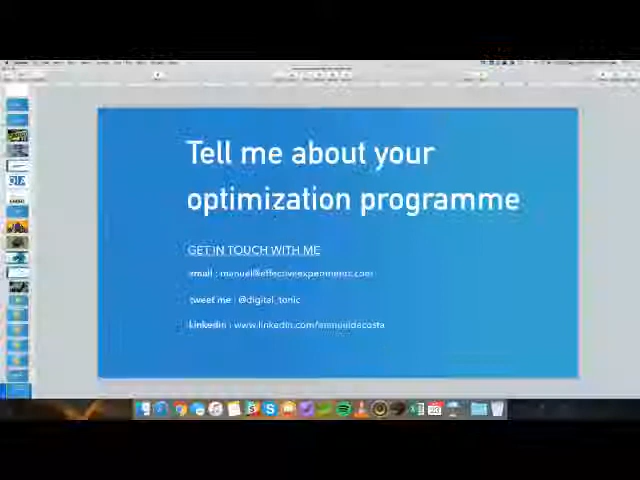 Tell me about your
optimization programme
GET IN TOUCH WITH ME
email : manuel@effectiveexperiments.com
tweet me : @digital_tonic
Linkedin : www.linkedin.com/manueldacosta